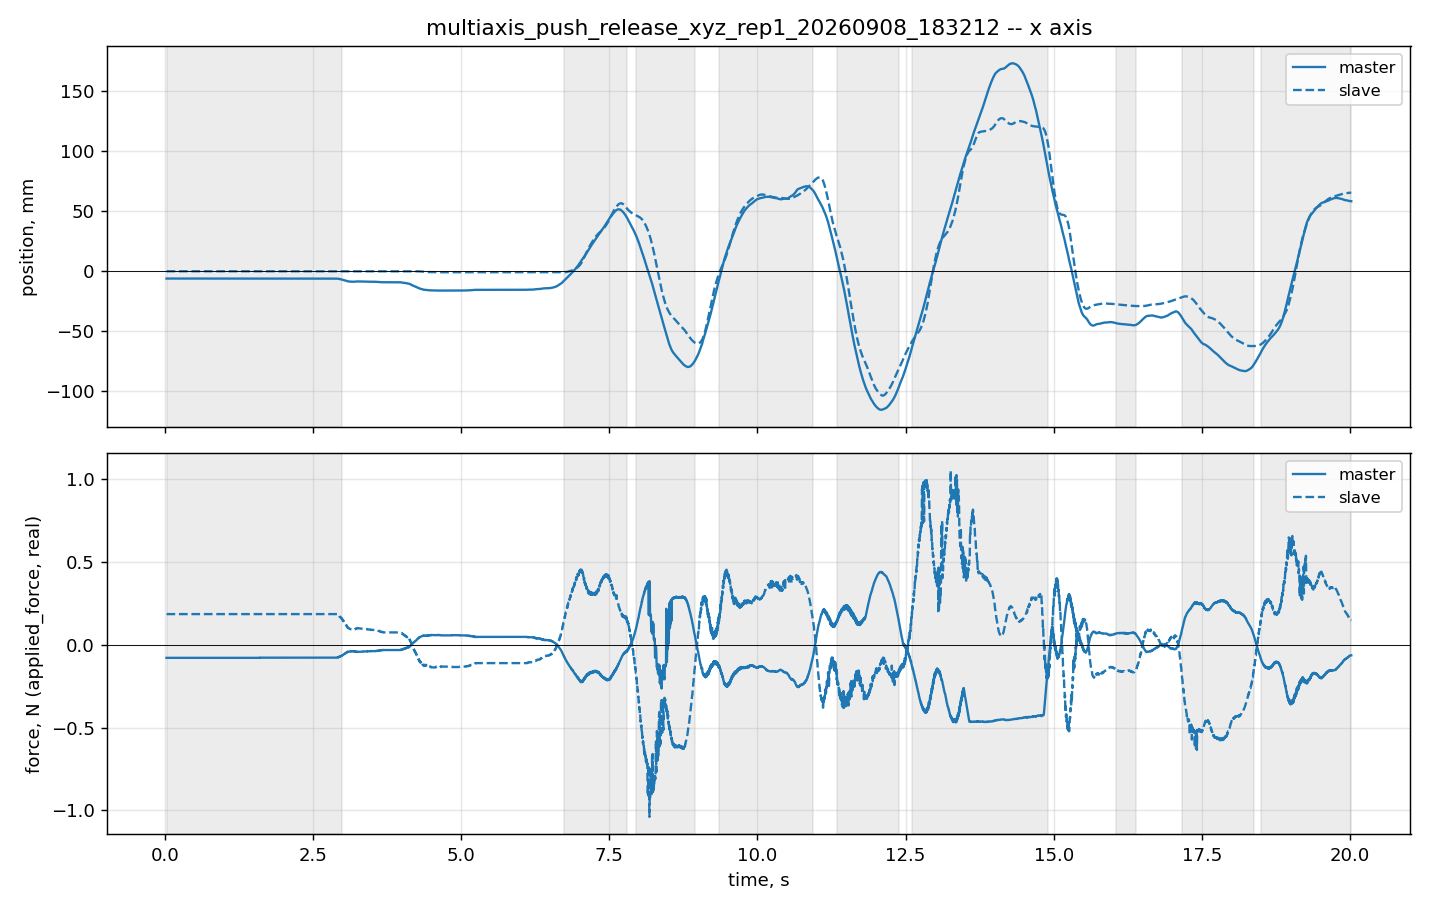 multiaxis_push_release_xyz_rep1_20260908_183212 -- x axis
position, mm
150
100
50
0
−50
−100
master
slave
force, N (applied_force, real)
1.0
0.5
0.0
−0.5
−1.0
master
slave
0.0 2.5 5.0 7.5 10.0 12.5 15.0 17.5 20.0
time, s